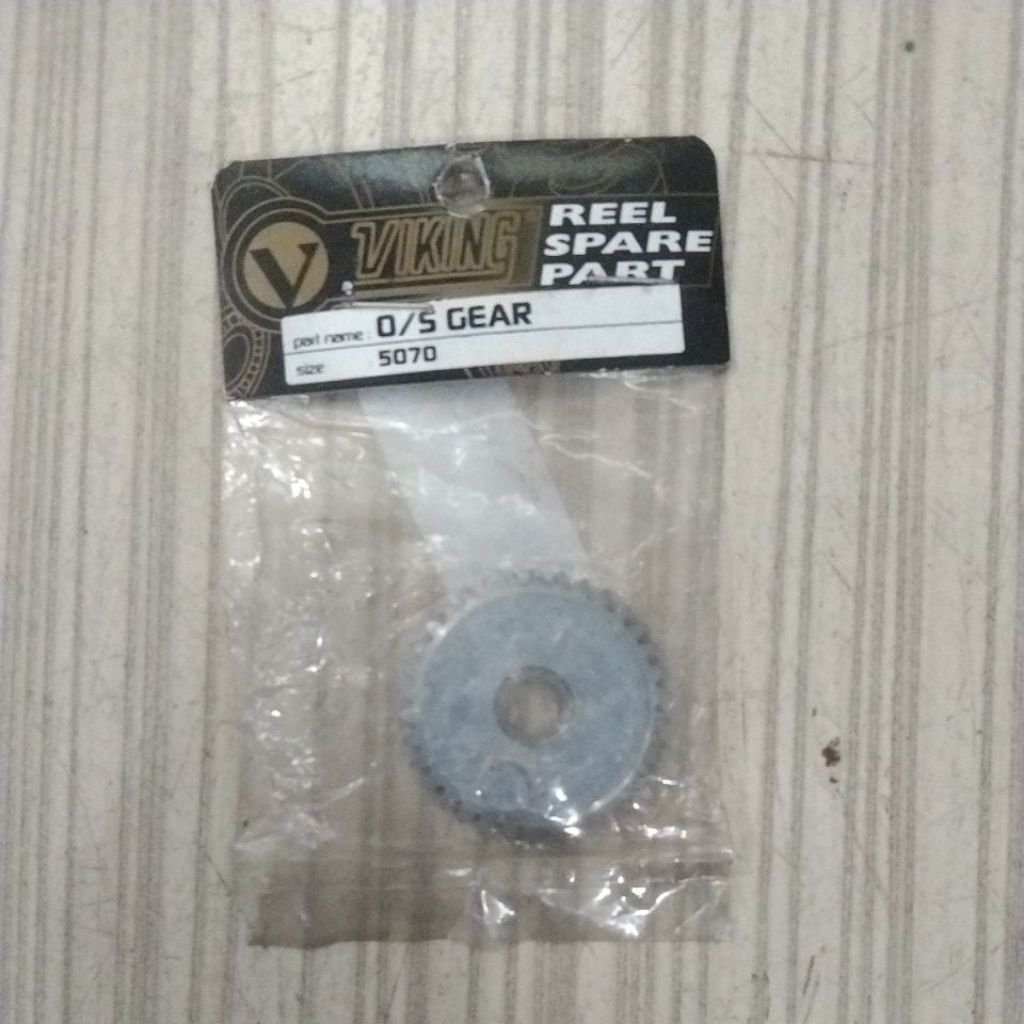 V
VIKING
REEL
SPARE
PART
part name : O/S GEAR
size 5070